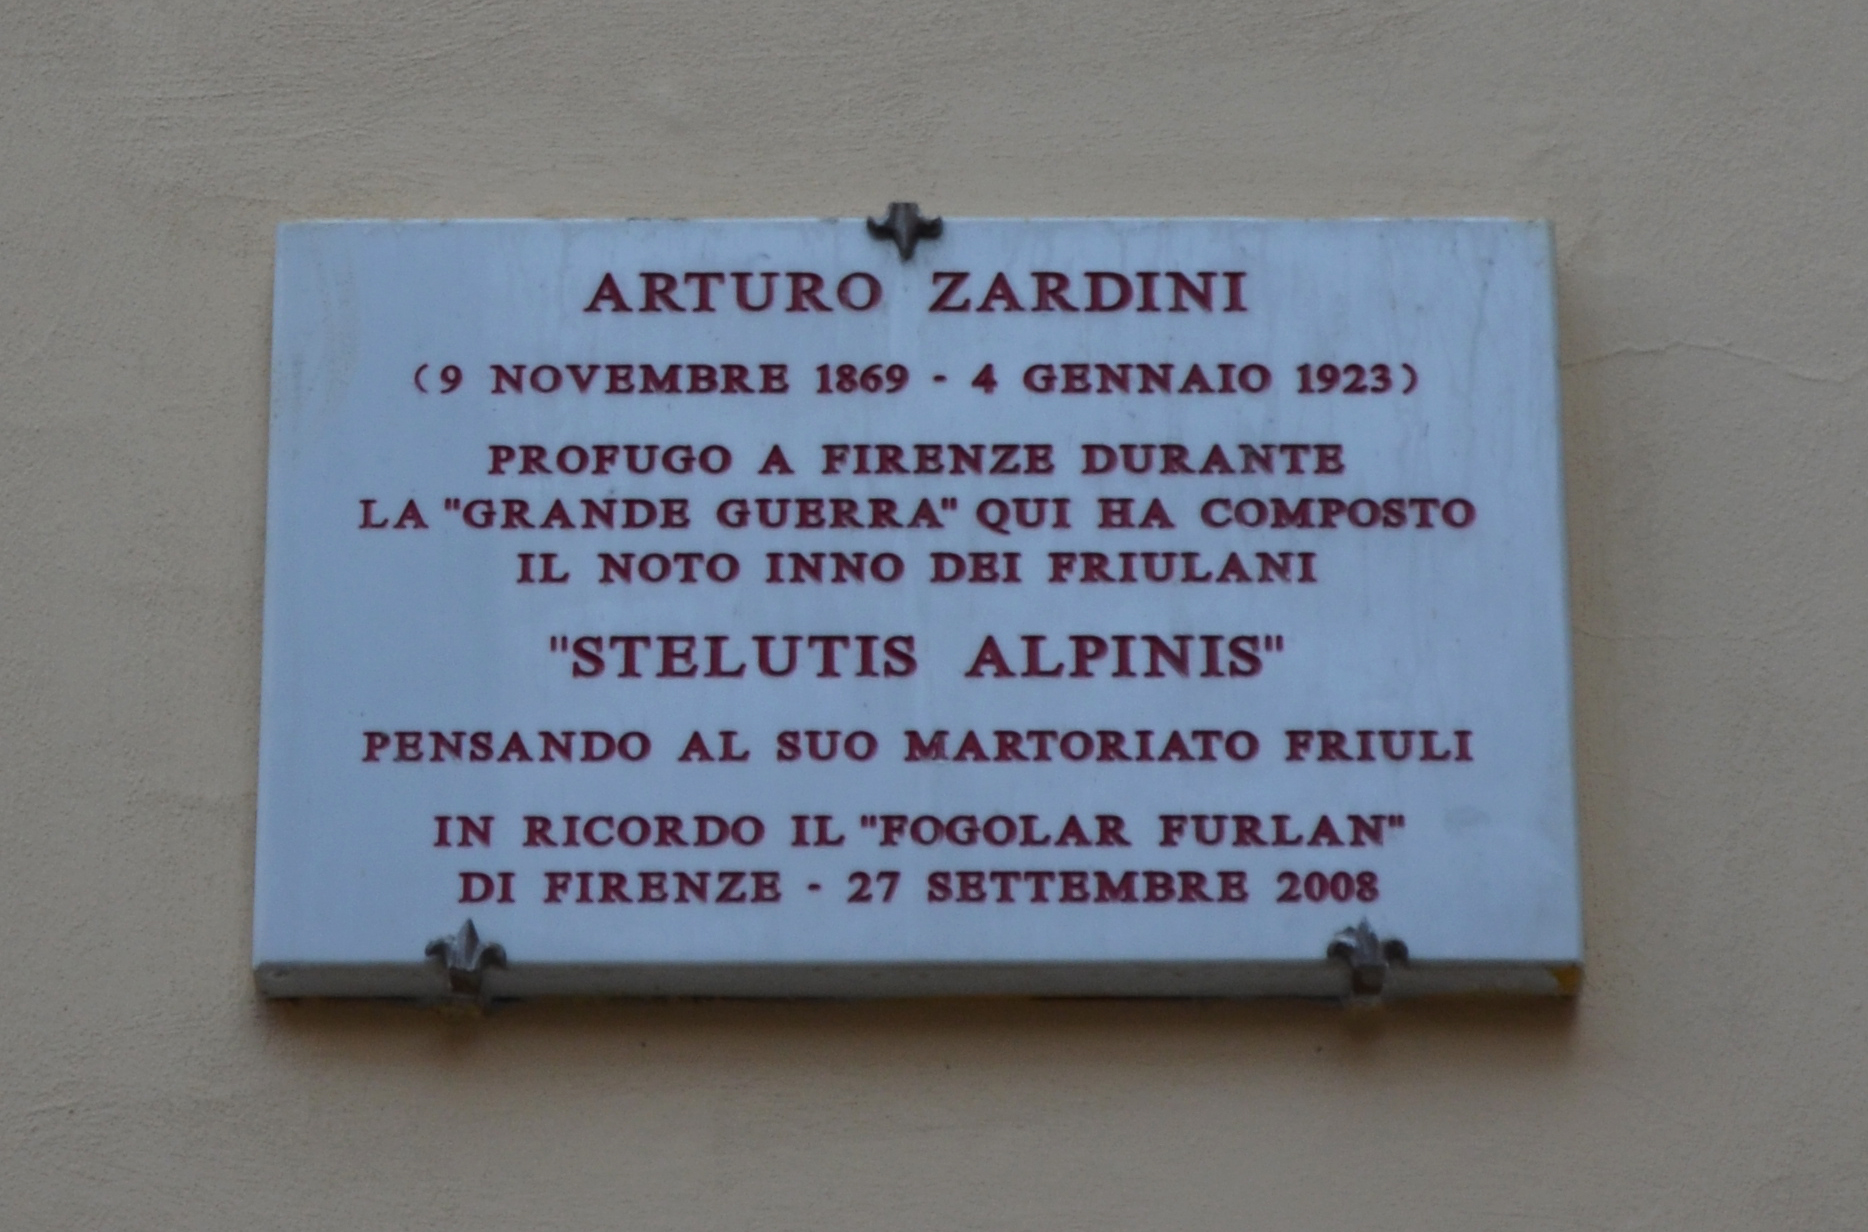 ARTURO ZARDINI
(9 NOVEMBRE 1869 - 4 GENNAIO 1923)
PROFUGO A FIRENZE DURANTE
LA "GRANDE GUERRA" QUI HA COMPOSTO
IL NOTO INNO DEI FRIULANI
"STELUTIS ALPINIS"
PENSANDO AL SUO MARTORIATO FRIULI
IN RICORDO IL "FOGOLAR FURLAN"
DI FIRENZE - 27 SETTEMBRE 2008